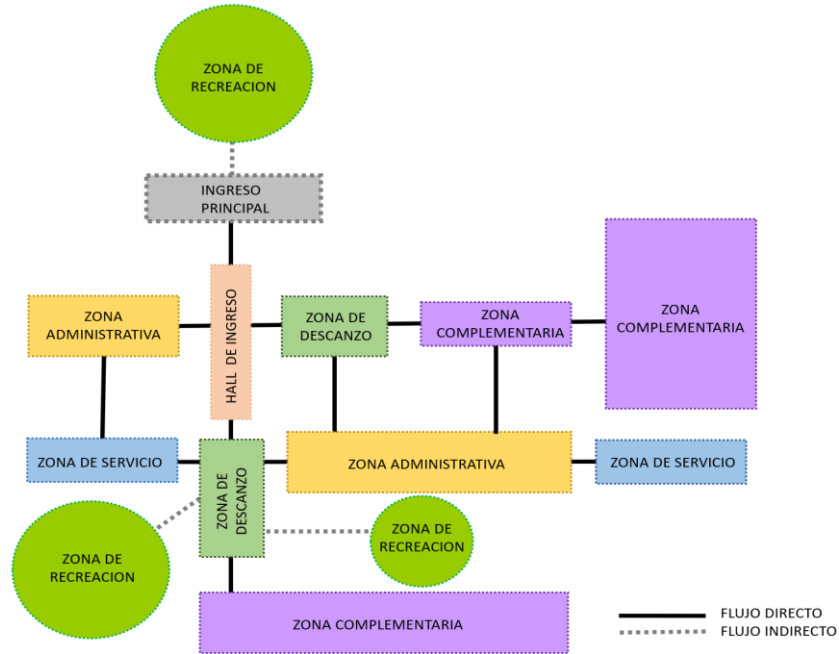 ZONA DE
RECREACION
INGRESO
PRINCIPAL
ZONA
ADMINISTRATIVA
HALL DE INGRESO
ZONA DE
DESCANZO
ZONA
COMPLEMENTARIA
ZONA
COMPLEMENTARIA
ZONA DE SERVICIO
ZONA DE
DESCANZO
ZONA ADMINISTRATIVA
ZONA DE SERVICIO
ZONA DE
RECREACION
ZONA DE
RECREACION
ZONA COMPLEMENTARIA
FLUJO DIRECTO
FLUJO INDIRECTO